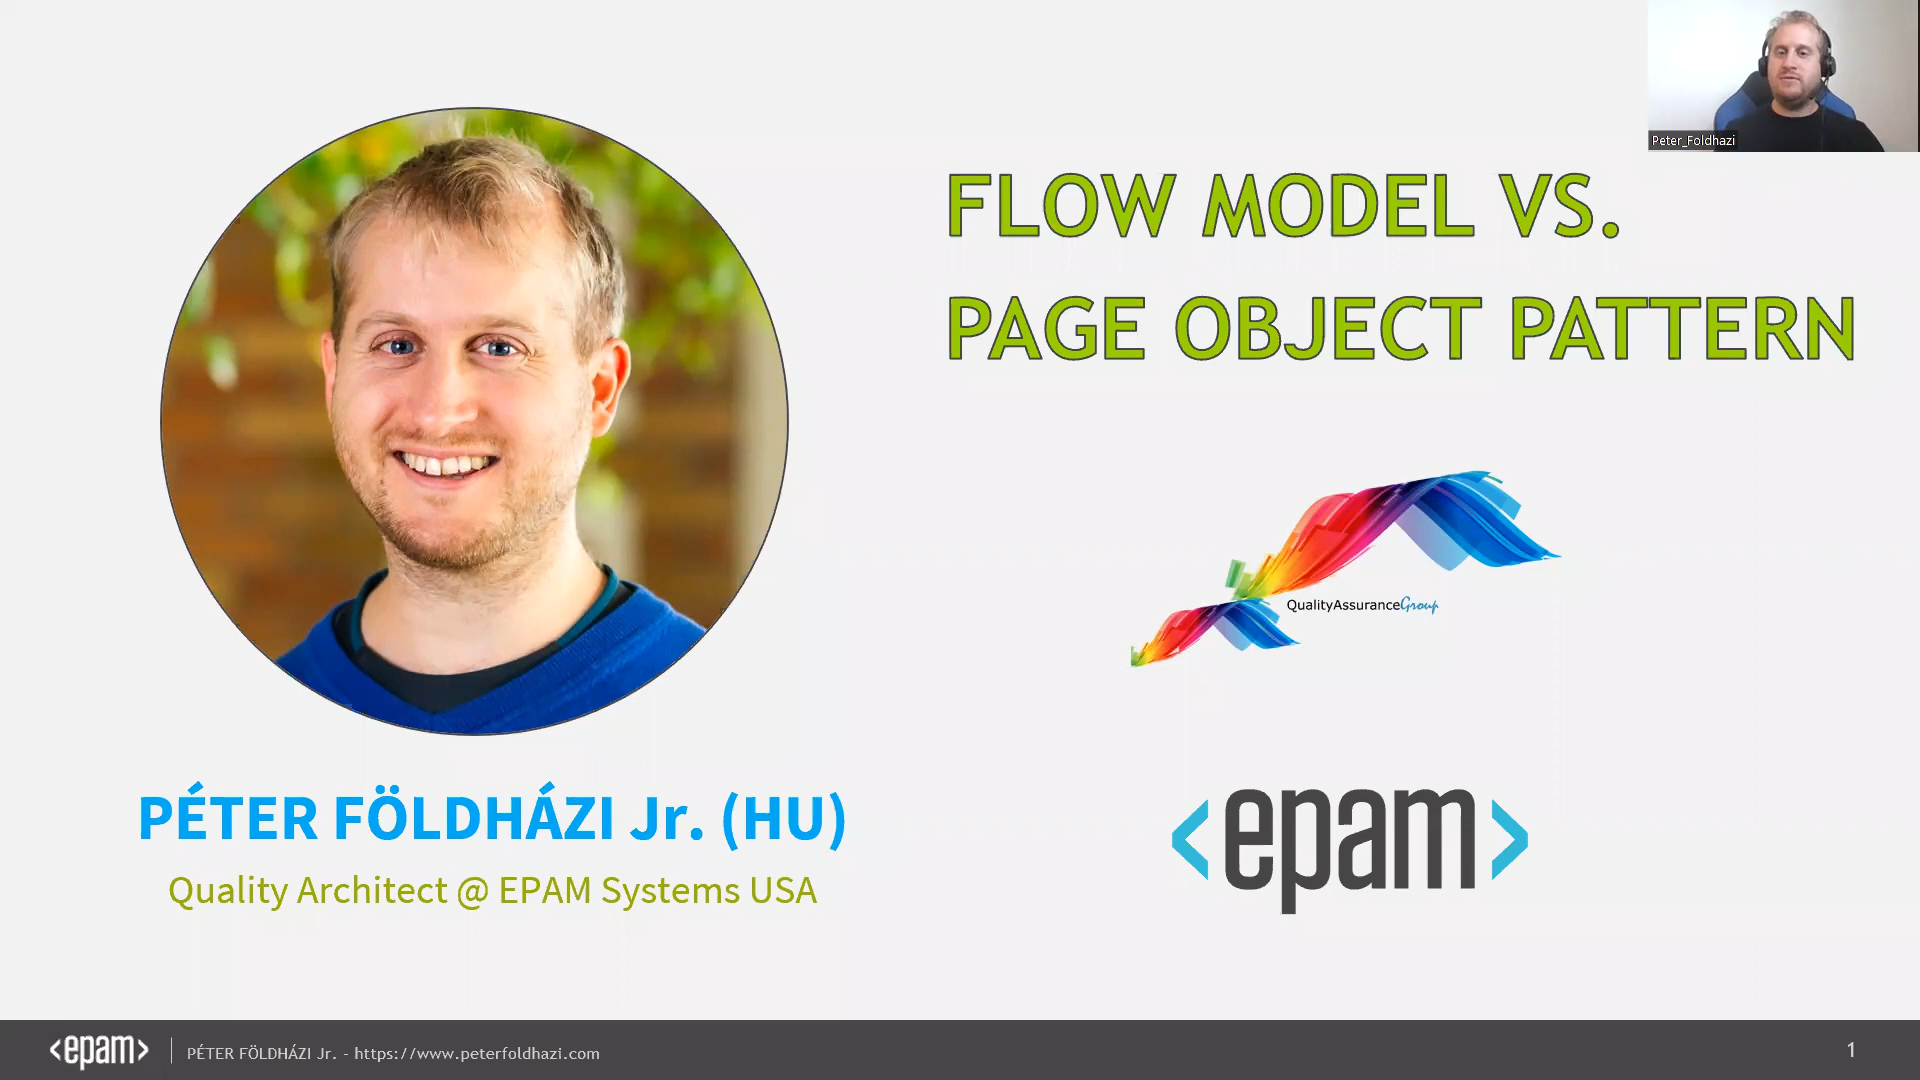 Peter_Foldhazi
FLOW MODEL VS.
PAGE OBJECT PATTERN
QualityAssuranceGroup
<epam>
PÉTER FÖLDHÁZI Jr. (HU)
Quality Architect @ EPAM Systems USA
<epam>
PÉTER FÖLDHÁZI Jr. - https://www.peterfoldhazi.com
1